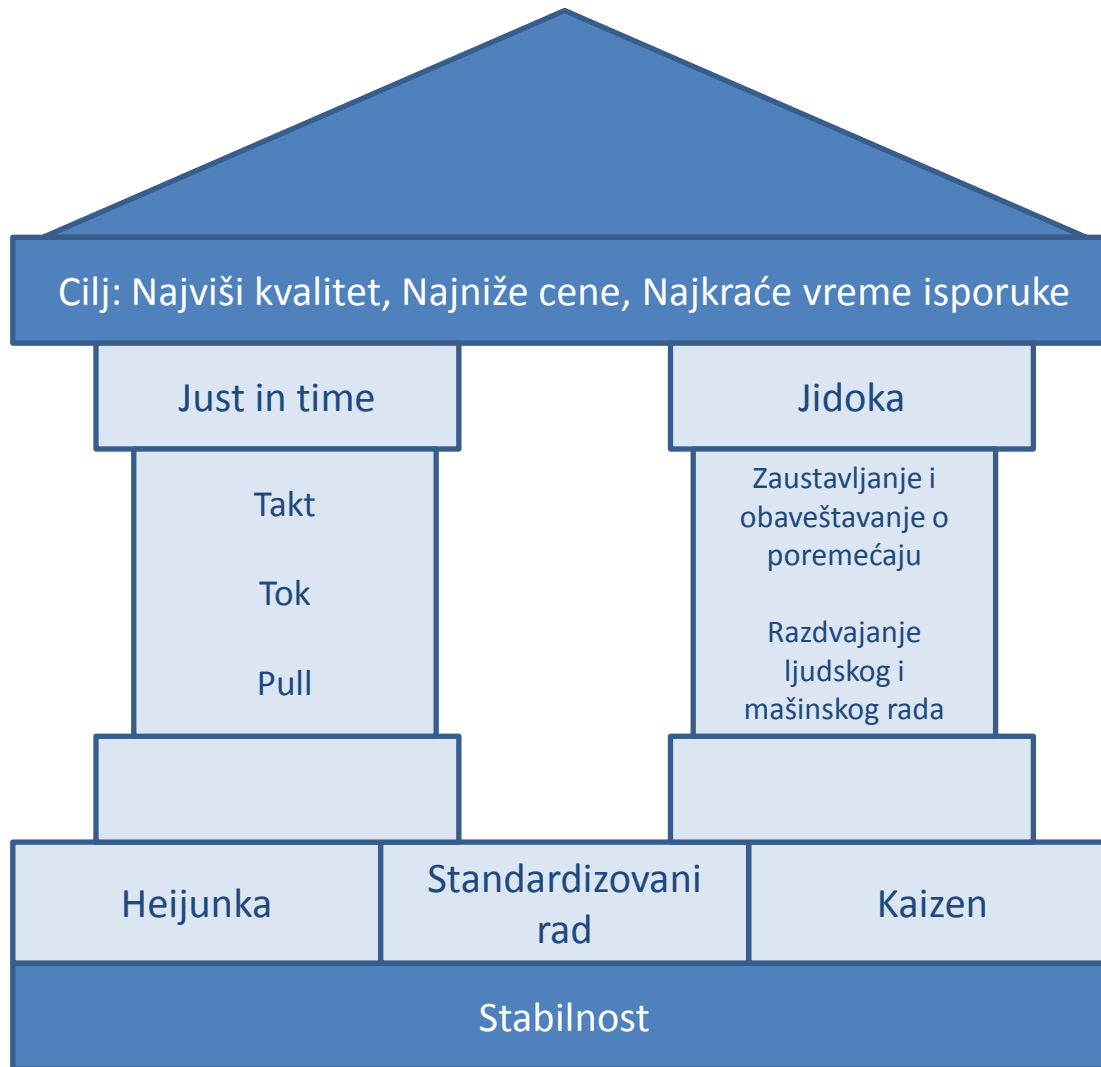 Cilj: Najviši kvalitet, Najniže cene, Najkraće vreme isporuke
Just in time
Takt
Tok
Pull
Jidoka
Zaustavljanje i
obaveštavanje o
poremećaju
Razdvajanje
ljudskog i
mašinskog rada
Heijunka
Standardizovani
rad
Kaizen
Stabilnost